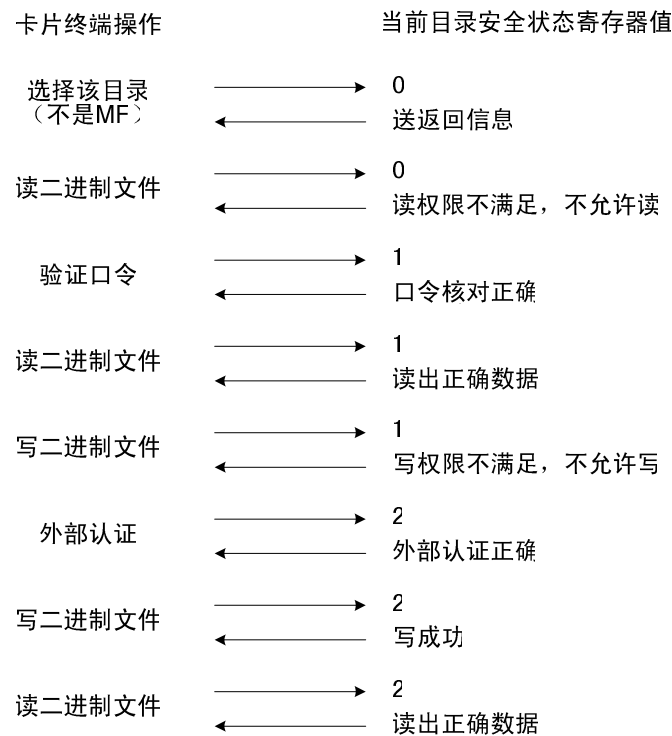 卡片终端操作 当前目录安全状态寄存器值
选择该目录 0
（不是MF） 送返回信息
读二进制文件 0
读权限不满足，不允许读
验证口令 1
口令核对正确
读二进制文件 1
读出正确数据
写二进制文件 1
写权限不满足，不允许写
外部认证 2
外部认证正确
写二进制文件 2
写成功
读二进制文件 2
读出正确数据